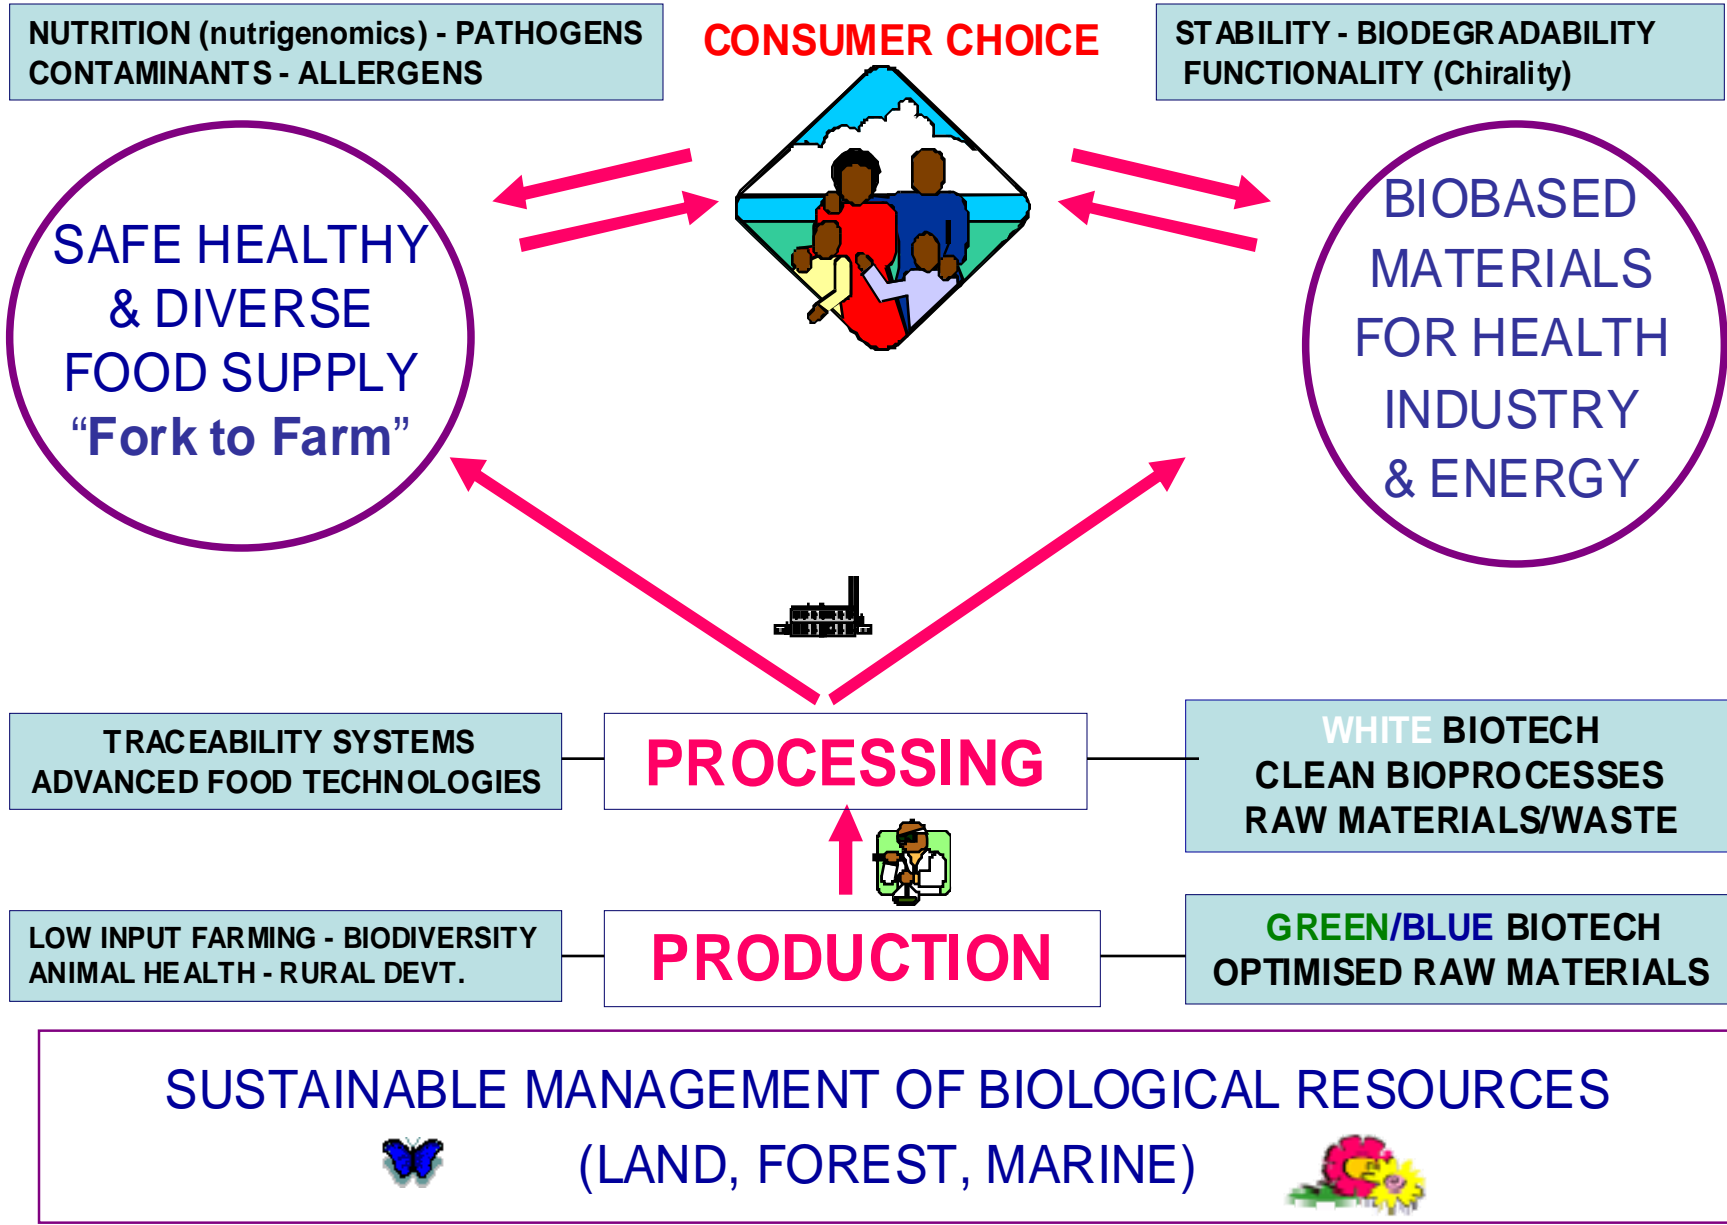 NUTRITION (nutrigenomics) - PATHOGENS
CONTAMINANTS - ALLERGENS
CONSUMER CHOICE
STABILITY - BIODEGRADABILITY
FUNCTIONALITY (Chirality)
SAFE HEALTHY
& DIVERSE
FOOD SUPPLY
“Fork to Farm”
BIOBASED
MATERIALS
FOR HEALTH
INDUSTRY
& ENERGY
TRACEABILITY SYSTEMS
ADVANCED FOOD TECHNOLOGIES
PROCESSING
WHITE BIOTECH
CLEAN BIOPROCESSES
RAW MATERIALS/WASTE
LOW INPUT FARMING - BIODIVERSITY
ANIMAL HEALTH - RURAL DEVT.
PRODUCTION
GREEN/BLUE BIOTECH
OPTIMISED RAW MATERIALS
SUSTAINABLE MANAGEMENT OF BIOLOGICAL RESOURCES
(LAND, FOREST, MARINE)